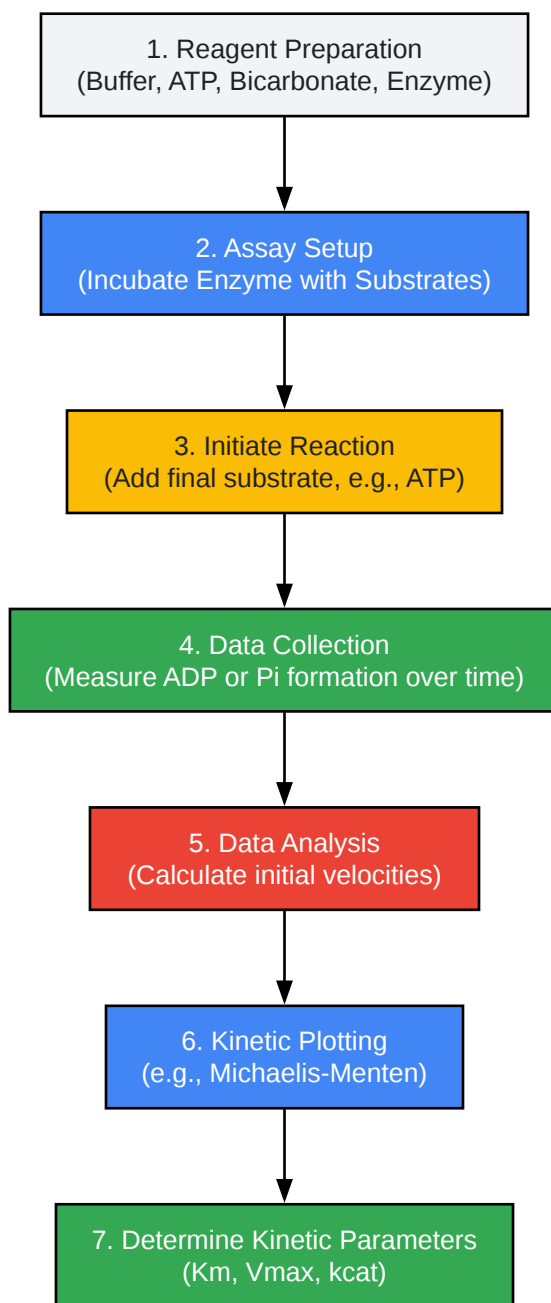 1. Reagent Preparation
(Buffer, ATP, Bicarbonate, Enzyme)
2. Assay Setup
(Incubate Enzyme with Substrates)
3. Initiate Reaction
(Add final substrate, e.g., ATP)
4. Data Collection
(Measure ADP or Pi formation over time)
5. Data Analysis
(Calculate initial velocities)
6. Kinetic Plotting
(e.g., Michaelis-Menten)
7. Determine Kinetic Parameters
(Km, Vmax, kcat)